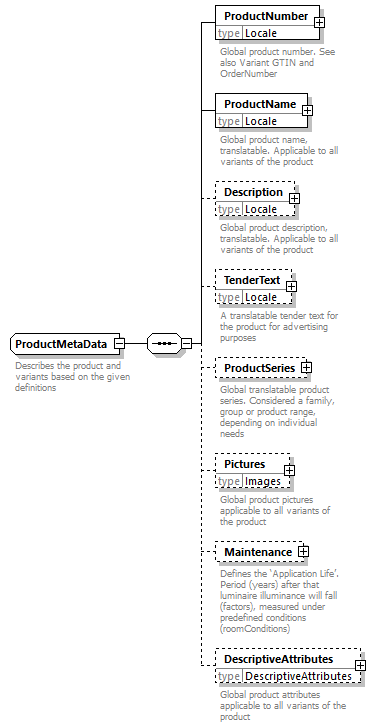 ProductNumber
type Locale
Global product number. See
also Variant GTIN and
OrderNumber
ProductName
type Locale
Global product name,
translatable. Applicable to all
variants of the product
Description
type Locale
Global product description,
translatable. Applicable to all
variants of the product
TenderText
type Locale
A translatable tender text for
the product for advertising
purposes
ProductMetaData
Describes the product and
variants based on the given
definitions
ProductSeries
Global translatable product
series. Considered a family,
group or product range,
depending on individual
needs
Pictures
type Images
Global product pictures
applicable to all variants of
the product
Maintenance
Defines the 'Application Life'.
Period (years) after that
luminaire illuminance will fall
(factors), measured under
predefined conditions
(roomConditions)
DescriptiveAttributes
type DescriptiveAttributes
Global product attributes
applicable to all variants of the
product